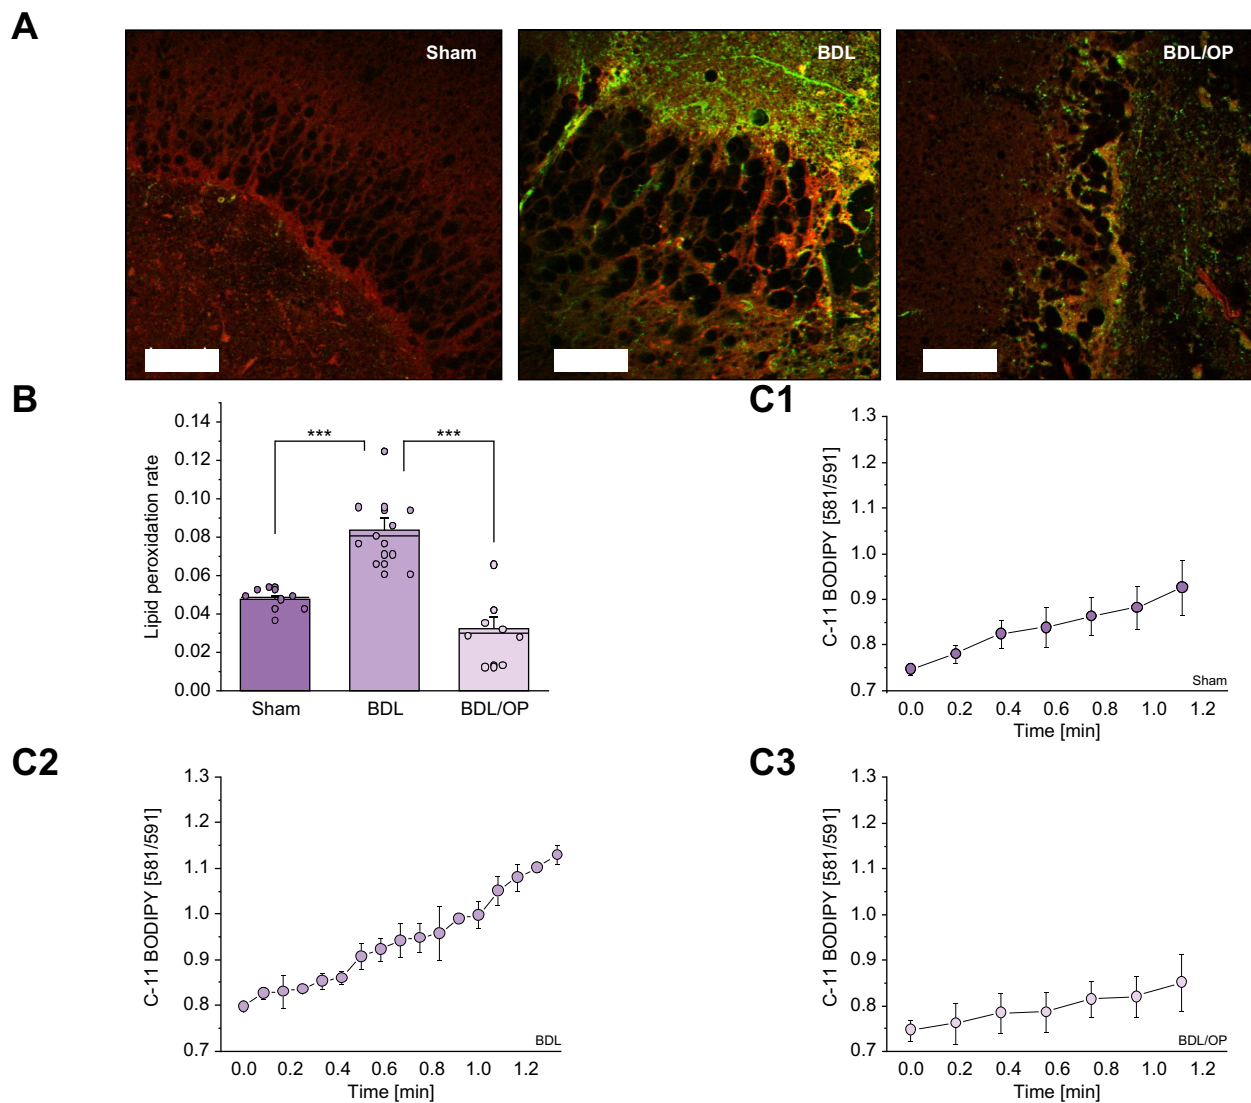 A
Sham
BDL
BDL/OP
B
Lipid peroxidation rate
0.14
0.12
0.10
0.08
0.06
0.04
0.02
0.00
***
***
Sham
BDL
BDL/OP
C1
C-11 BODIPY [581/591]
1.3
1.2
1.0
0.9
0.8
0.7
Sham
0.0 0.2 0.4 0.6 0.8 1.0 1.2
Time [min]
C2
C-11 BODIPY [581/591]
1.3
1.2
1.1
1.0
0.9
0.8
0.7
BDL
0.0 0.2 0.4 0.6 0.8 1.0 1.2
Time [min]
C3
C-11 BODIPY [581/591]
1.3
1.2
1.1
1.0
0.9
0.8
0.7
BDL/OP
0.0 0.2 0.4 0.6 0.8 1.0 1.2
Time [min]